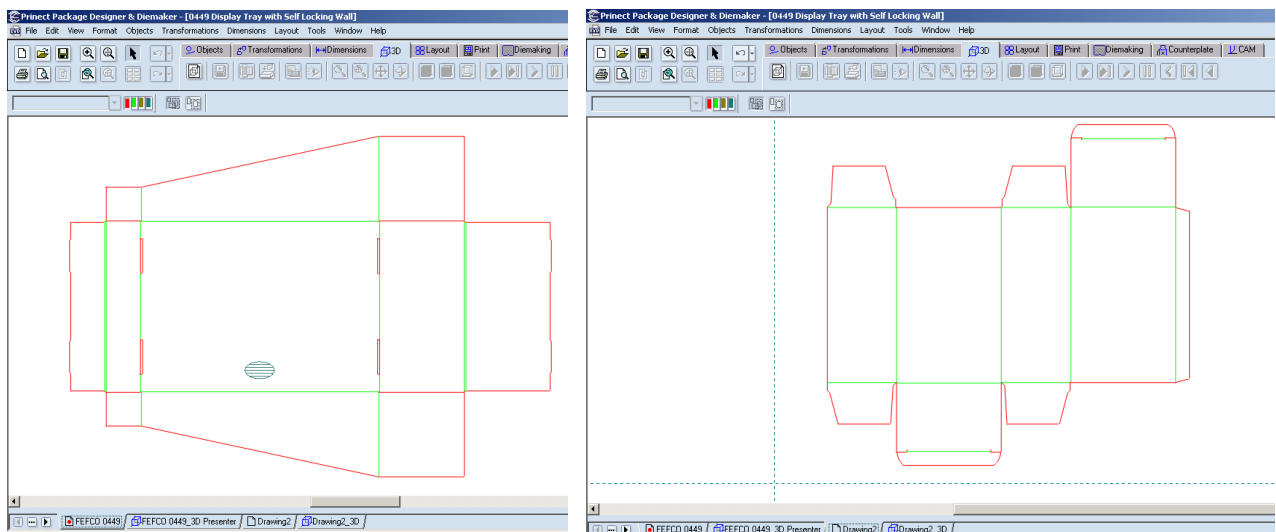 Prinect Package Designer & Diemaker - [0449 Display Tray with Self Locking Wall]
File Edit View Format Objects Transformations Dimensions Layout Tools Window Help
Objects Transformations Dimensions 3D Layout Print Diemaking
FEFCO 0449 FEFCO 0449_3D Presenter Drawing2 Drawing2_3D
Prinect Package Designer & Diemaker - [0449 Display Tray with Self Locking Wall]
File Edit View Format Objects Transformations Dimensions Layout Tools Window Help
Objects Transformations Dimensions 3D Layout Print Diemaking Counterplate CAM
FEFCO 0449 FEFCO 0449_3D Presenter Drawing2 Drawing2_3D